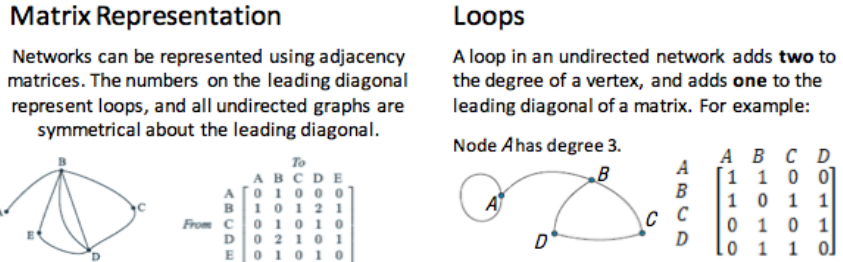 Matrix Representation
Networks can be represented using adjacency
matrices. The numbers on the leading diagonal
represent loops, and all undirected graphs are
symmetrical about the leading diagonal.
B
C
E
D
To
A B C D E
A 0 1 0 0 0
B 1 0 1 2 1
From C 0 1 0 1 0
D 0 2 1 0 1
E 0 1 0 1 0
Loops
A loop in an undirected network adds two to
the degree of a vertex, and adds one to the
leading diagonal of a matrix. For example:
Node A has degree 3.
B
A
C
D
A B C D
A 1 1 0 0
B 1 0 1 1
C 0 1 0 1
D 0 1 1 0